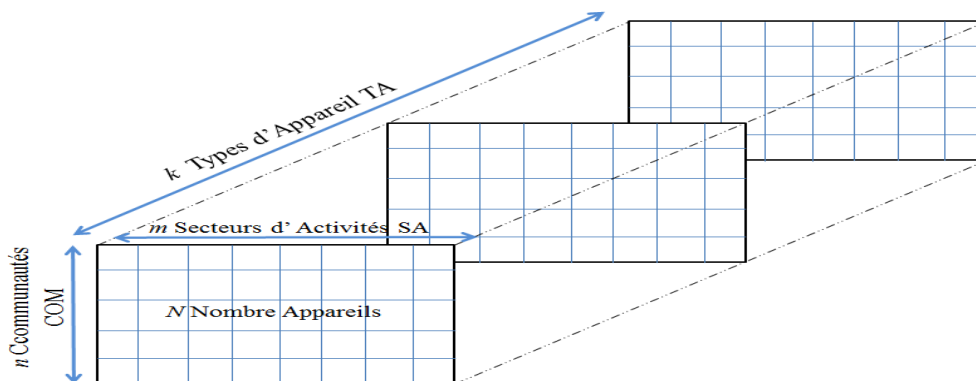 k Types d’ Appareil TA
m Secteurs d’ Activités SA
n Ccommunautés
COM
N Nombre Appareils